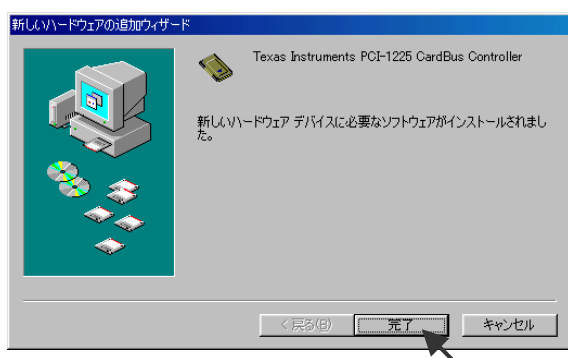 新しいハードウェアの追加ウィザード
Texas Instruments PCI-1225 CardBus Controller
新しいハードウェア デバイスに必要なソフトウェアがインストールされまし
た。
< 戻る(B)
完了
キャンセル